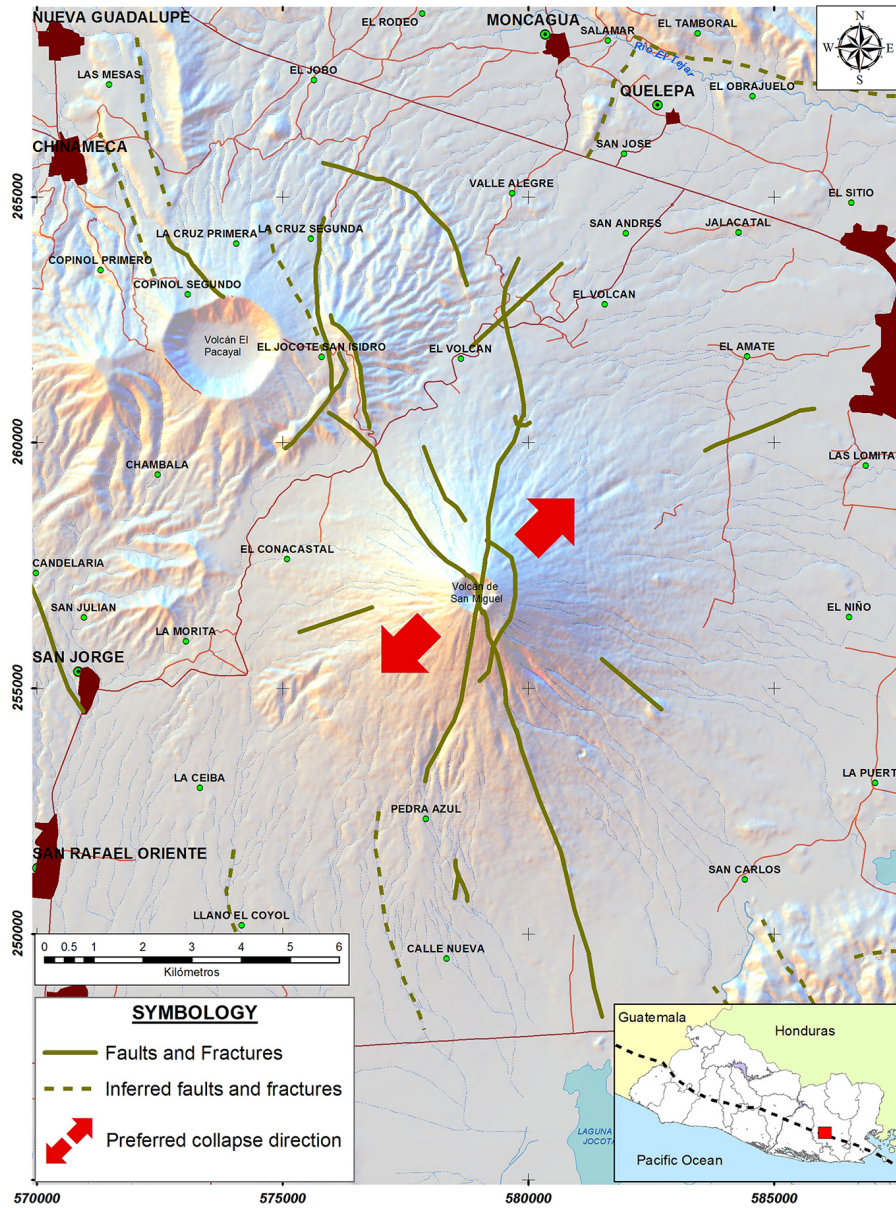 NUEVA GUADALUPE
EL RODEO
MONCAGUA
SALAMAR
EL TAMBORAL
N
W
E
S
Río El Tejar
LAS MESAS
EL JOBO
QUELEPA
EL OBRAJUELO
CHINAMECA
SAN JOSE
265000
VALLE ALEGRE
EL SITIO
LA CRUZ PRIMERA
LA CRUZ SEGUNDA
SAN ANDRES
JALACATAL
COPINOL PRIMERO
COPINOL SEGUNDO
EL VOLCAN
Volcán El
Pacayal
EL JOCOTE SAN ISIDRO
EL VOLCAN
EL AMATE
260000
CHAMBALA
LAS LOMITA
EL CONACASTAL
CANDELARIA
Volcán de
San Miguel
SAN JULIAN
EL NIÑO
LA MORITA
SAN JORGE
255000
LA CEIBA
LA PUERT
PEDRA AZUL
SAN RAFAEL ORIENTE
SAN CARLOS
LLANO EL COYOL
250000
CALLE NUEVA
0 0.5 1 2 3 4 5 6
Kilómetros
SYMBOLOGY
Faults and Fractures
Inferred faults and fractures
Preferred collapse direction
LAGUNA
JOCOTA
Guatemala
Honduras
Pacific Ocean
570000
575000
580000
585000